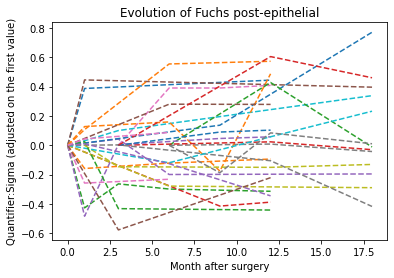 Evolution of Fuchs post-epithelial
Quantifier:Sigma (adjusted on the first value)
0.8
0.6
0.4
0.2
0.0
−0.2
−0.4
−0.6
0.0 2.5 5.0 7.5 10.0 12.5 15.0 17.5
Month after surgery